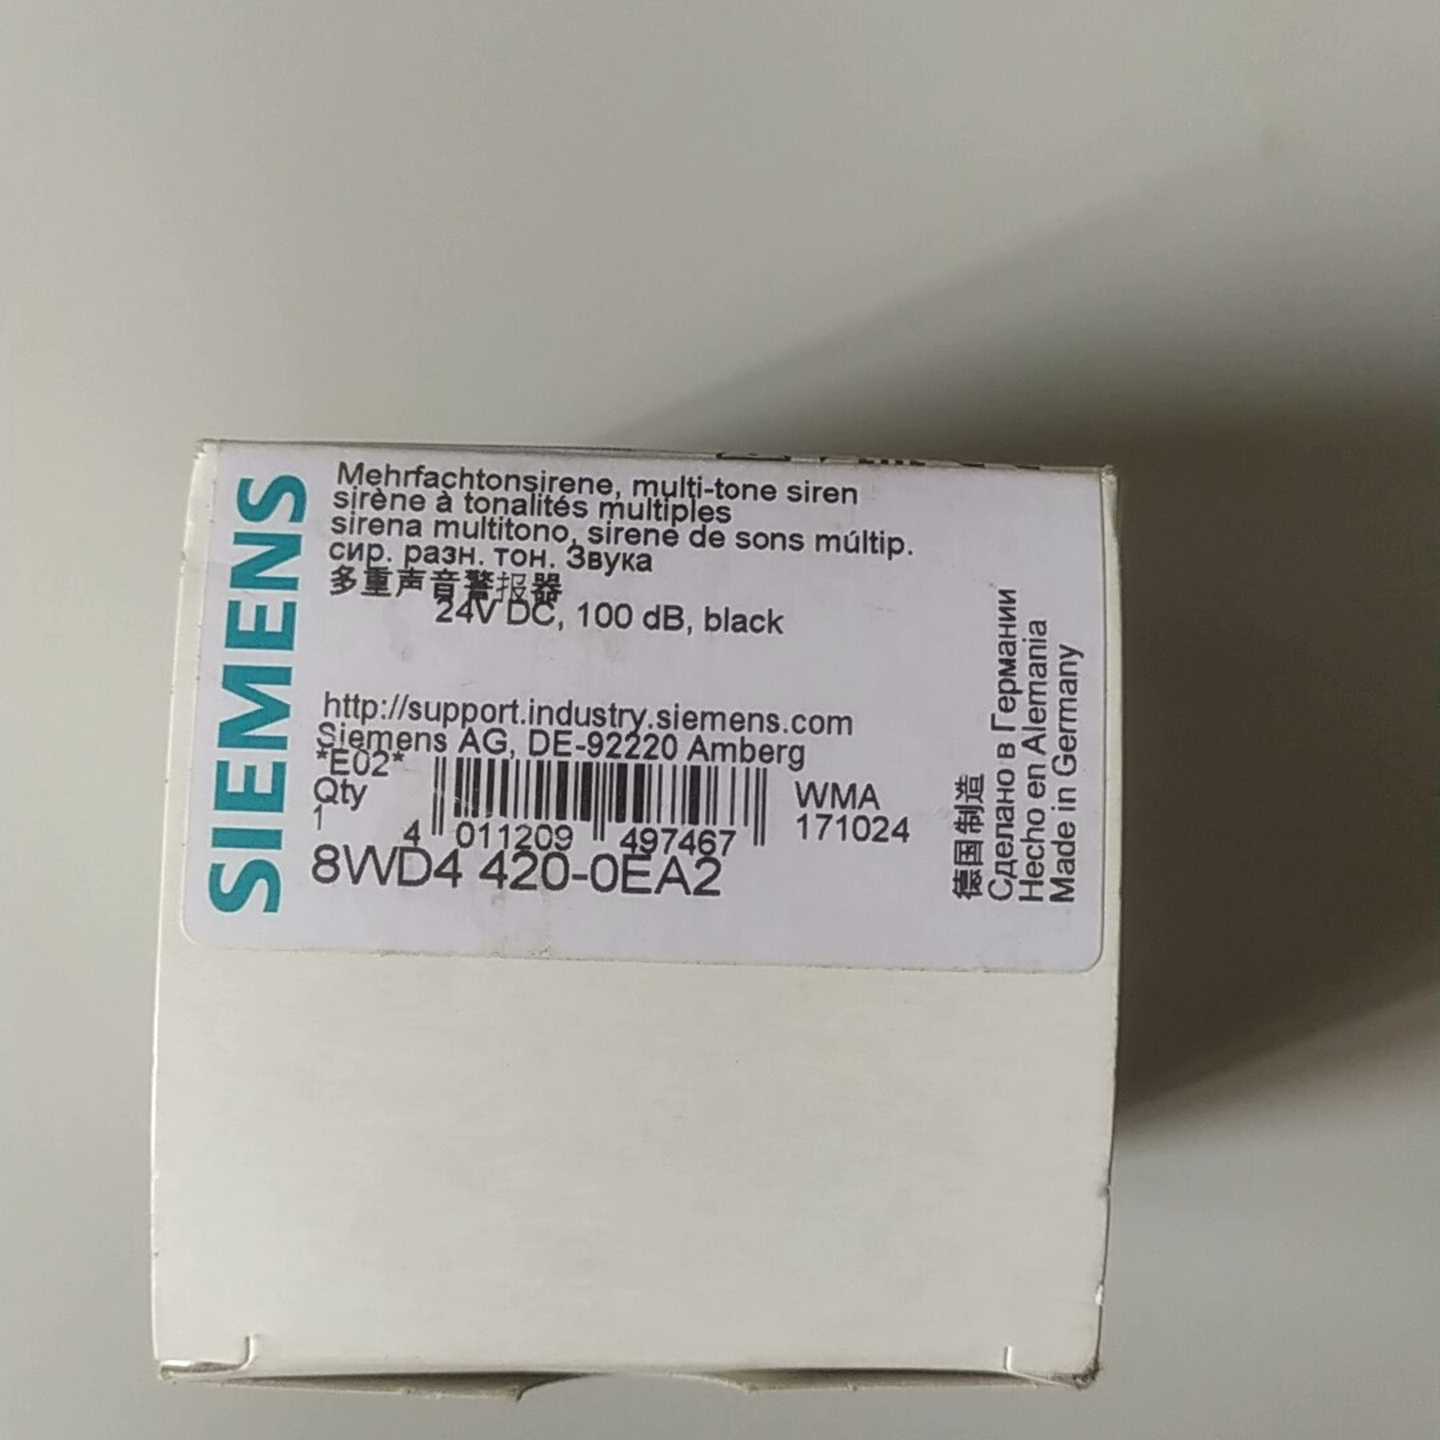 SIEMENS
Mehrfachtonsirene, multi-tone siren
sirène à tonalités multiples
sirena multitono, sirene de sons múltip.
сир. разн. тон. Звука
多重声音警报器
24V DC, 100 dB, black
http://support.industry.siemens.com
Siemens AG, DE-92220 Amberg
*E02*
Qty
1
4 011209 497467
WMA
171024
8WD4 420-0EA2
德国制造
Сделано в Германии
Hecho en Alemania
Made in Germany